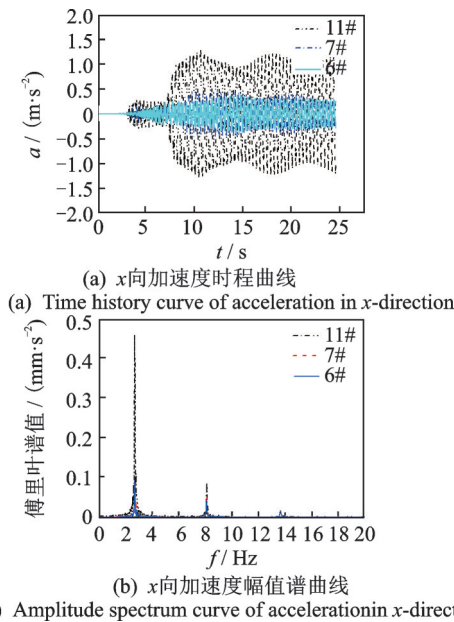 2.0
1.5
1.0
0.5
0
-0.5
-1.0
-1.5
-2.0
a / (m·s⁻²)
11#
7#
6#
0 5 10 15 20 25
t / s
(a) x向加速度时程曲线
(a) Time history curve of acceleration in x-direction
0.5
0.4
0.3
0.2
0.1
0
傅里叶谱值 / (mm·s⁻²)
11#
7#
6#
0 2 4 6 8 10 12 14 16 18 20
f / Hz
(b) x向加速度幅值谱曲线
) Amplitude spectrum curve of accelerationin x-direct